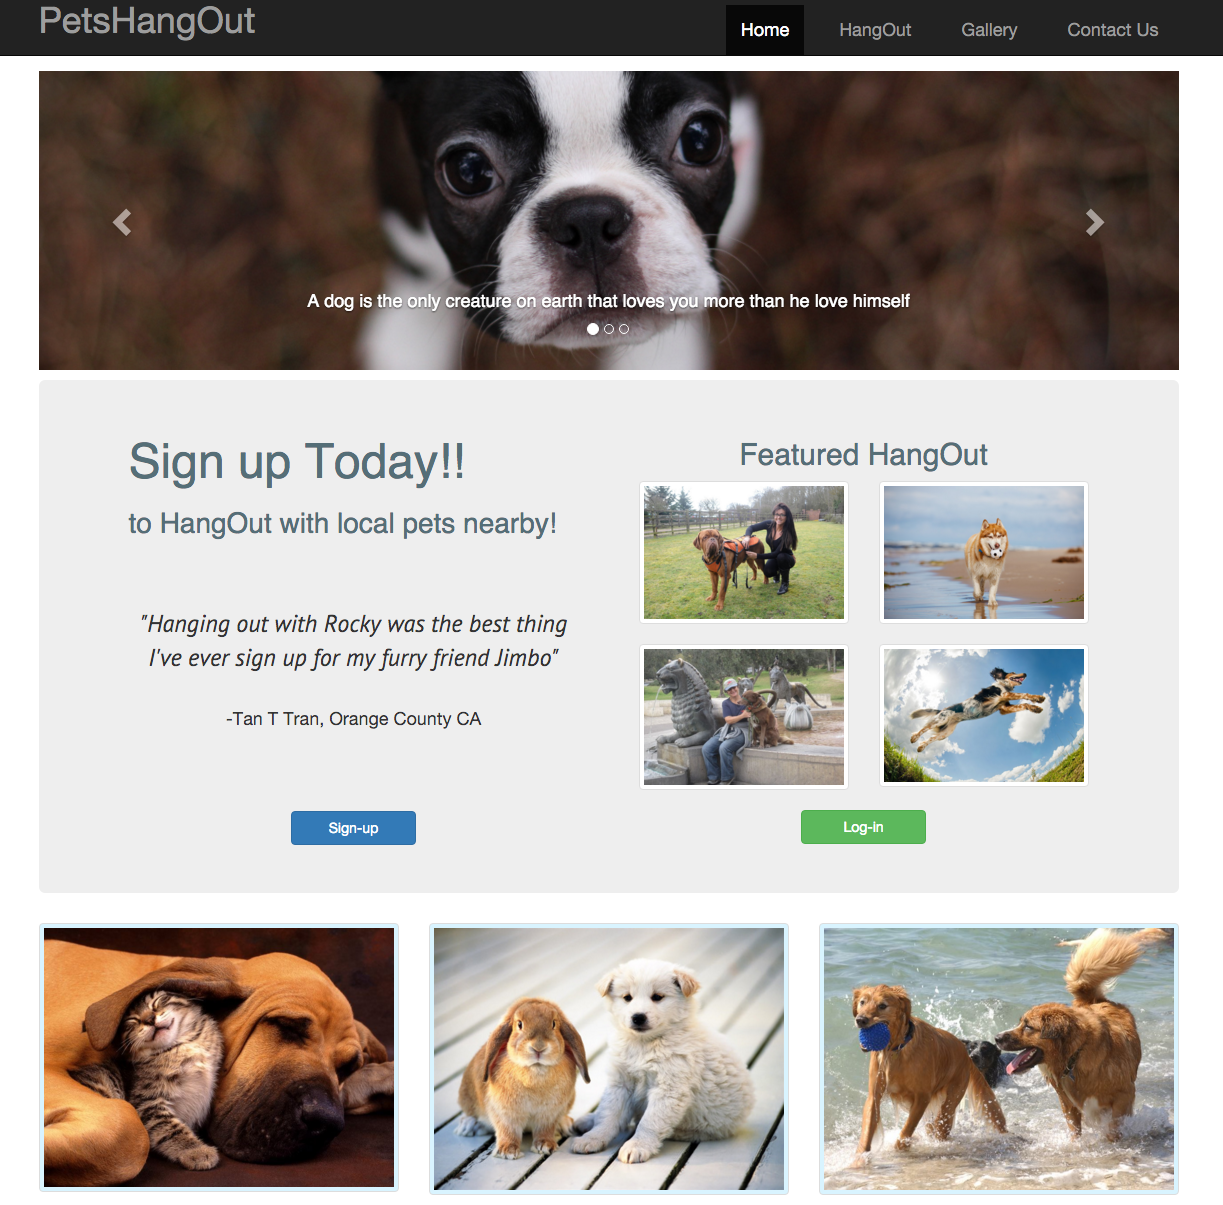 PetsHangOut
Home
HangOut
Gallery
Contact Us
A dog is the only creature on earth that loves you more than he love himself
Sign up Today!!
to HangOut with local pets nearby!
"Hanging out with Rocky was the best thing
I've ever sign up for my furry friend Jimbo"
-Tan T Tran, Orange County CA
Sign-up
Featured HangOut
Log-in